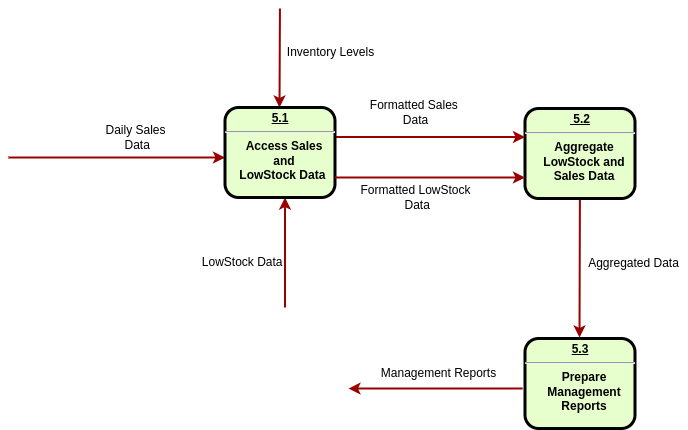 Inventory Levels
Daily Sales
Data
5.1
Access Sales
and
LowStock Data
Formatted Sales
Data
Formatted LowStock
Data
5.2
Aggregate
LowStock and
Sales Data
LowStock Data
Aggregated Data
Management Reports
5.3
Prepare
Management
Reports